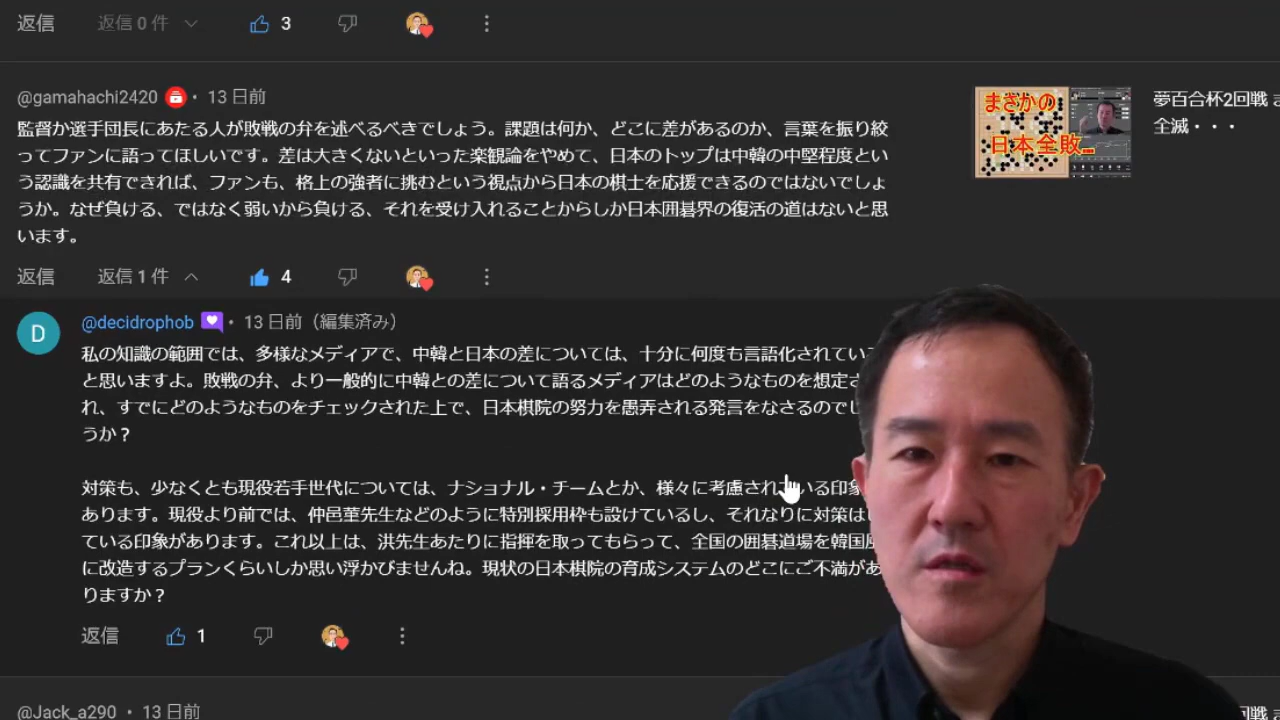 返信 返信 0 件 3
@gamahachi2420 • 13 日前
監督か選手団長にあたる人が敗戦の弁を述べるべきでしょう。課題は何か、どこに差があるのか、言葉を振り絞
ってファンに語ってほしいです。差は大きくないといった楽観論をやめて、日本のトップは中韓の中堅程度とい
う認識を共有できれば、ファンも、格上の強者に挑むという視点から日本の棋士を応援できるのではないでしょ
うか。なぜ負ける、ではなく弱いから負ける、それを受け入れることからしか日本囲碁界の復活の道はないと思
います。
まさかの
日本全敗...
夢百合杯2回戦
全滅・・・
返信 返信 1 件 4
D
@decidrophob • 13 日前（編集済み）
私の知識の範囲では、多様なメディアで、中韓と日本の差については、十分に何度も言語化されてい
と思いますよ。敗戦の弁、より一般的に中韓との差について語るメディアはどのようなものを想定さ
れ、すでにどのようなものをチェックされた上で、日本棋院の努力を愚弄される発言をなさるのでし
うか？
対策も、少なくとも現役若手世代については、ナショナル・チームとか、様々に考慮されている印象
あります。現役より前では、仲邑菫先生などのように特別採用枠も設けているし、それなりに対策は
ている印象があります。これ以上は、洪先生あたりに指揮を取ってもらって、全国の囲碁道場を韓国
に改造するプランくらいしか思い浮かびませんね。現状の日本棋院の育成システムのどこにご不満があ
りますか？
返信 1
@Jack_a290 • 13 日前